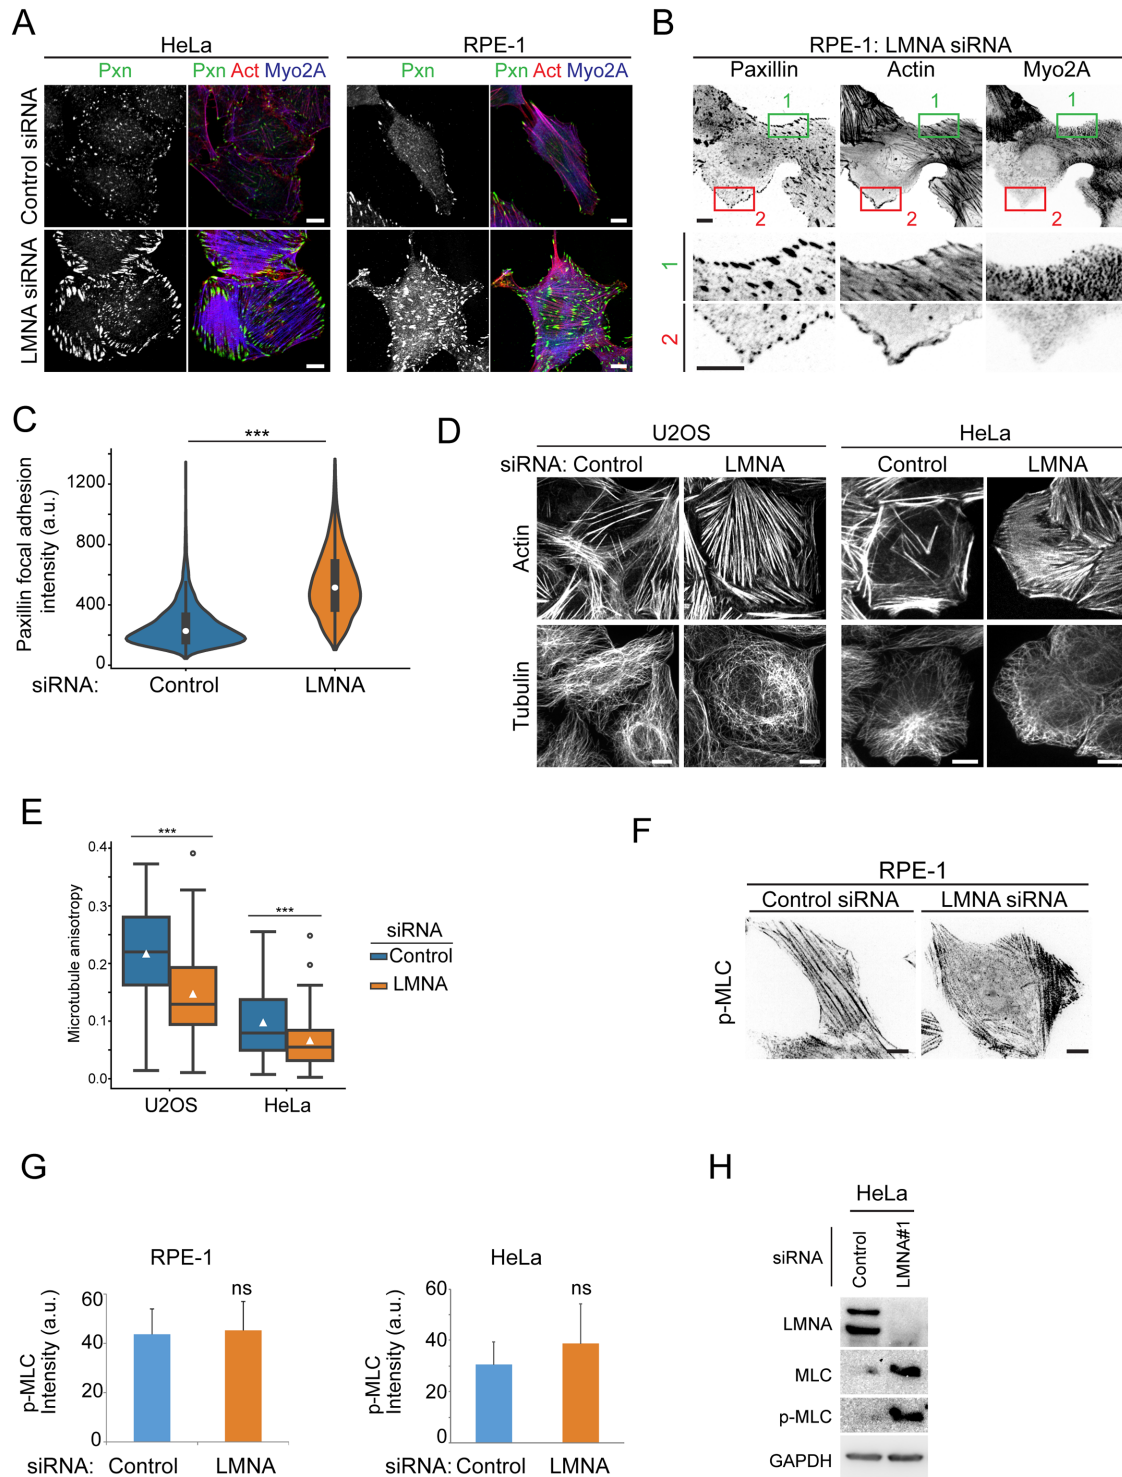 A
HeLa
RPE-1
Pxn
Pxn Act Myo2A
Pxn
Pxn Act Myo2A
Control siRNA
LMNA siRNA
B
RPE-1: LMNA siRNA
Paxillin
Actin
Myo2A
1
1
1
2
2
2
1
2
C
***
Paxillin focal adhesion
intensity (a.u.)
1200
800
400
0
siRNA:
Control
LMNA
D
U2OS
HeLa
siRNA: Control
LMNA
Control
LMNA
Actin
Tubulin
E
***
***
Microtubule anisotropy
0.4
0.3
0.2
0.1
0.0
U2OS
HeLa
siRNA
Control
LMNA
F
RPE-1
Control siRNA
LMNA siRNA
p-MLC
G
RPE-1
ns
p-MLC
Intensity (a.u.)
60
40
20
0
siRNA:
Control
LMNA
HeLa
ns
p-MLC
Intensity (a.u.)
60
40
20
0
siRNA: Control
LMNA
H
HeLa
siRNA
Control
LMNA#1
LMNA
MLC
p-MLC
GAPDH